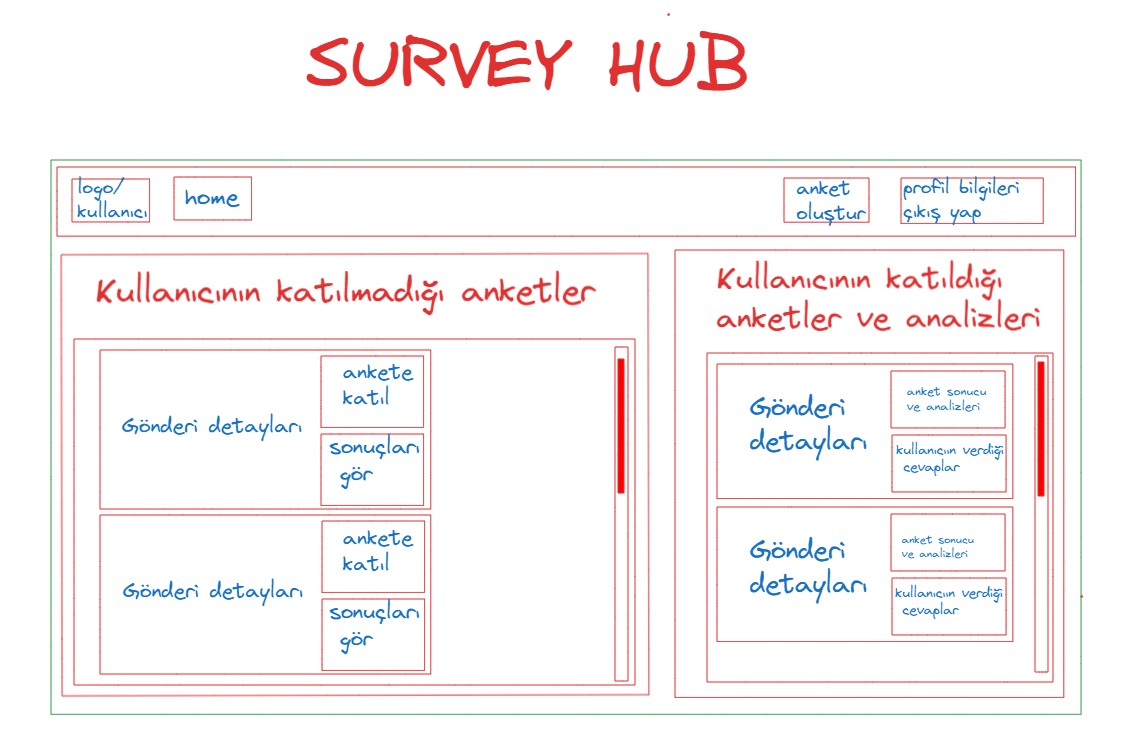 SURVEY HUB
logo/
kullanıcı
home
anket
oluştur
profil bilgileri
çıkış yap
Kullanıcının katılmadığı anketler
Gönderi detayları
ankete
katıl
sonuçları
gör
Gönderi detayları
ankete
katıl
sonuçları
gör
Kullanıcının katıldığı
anketler ve analizleri
Gönderi
detayları
anket sonucu
ve analizleri
kullanıcıın verdiği
cevaplar
Gönderi
detayları
anket sonucu
ve analizleri
kullanıcıın verdiği
cevaplar